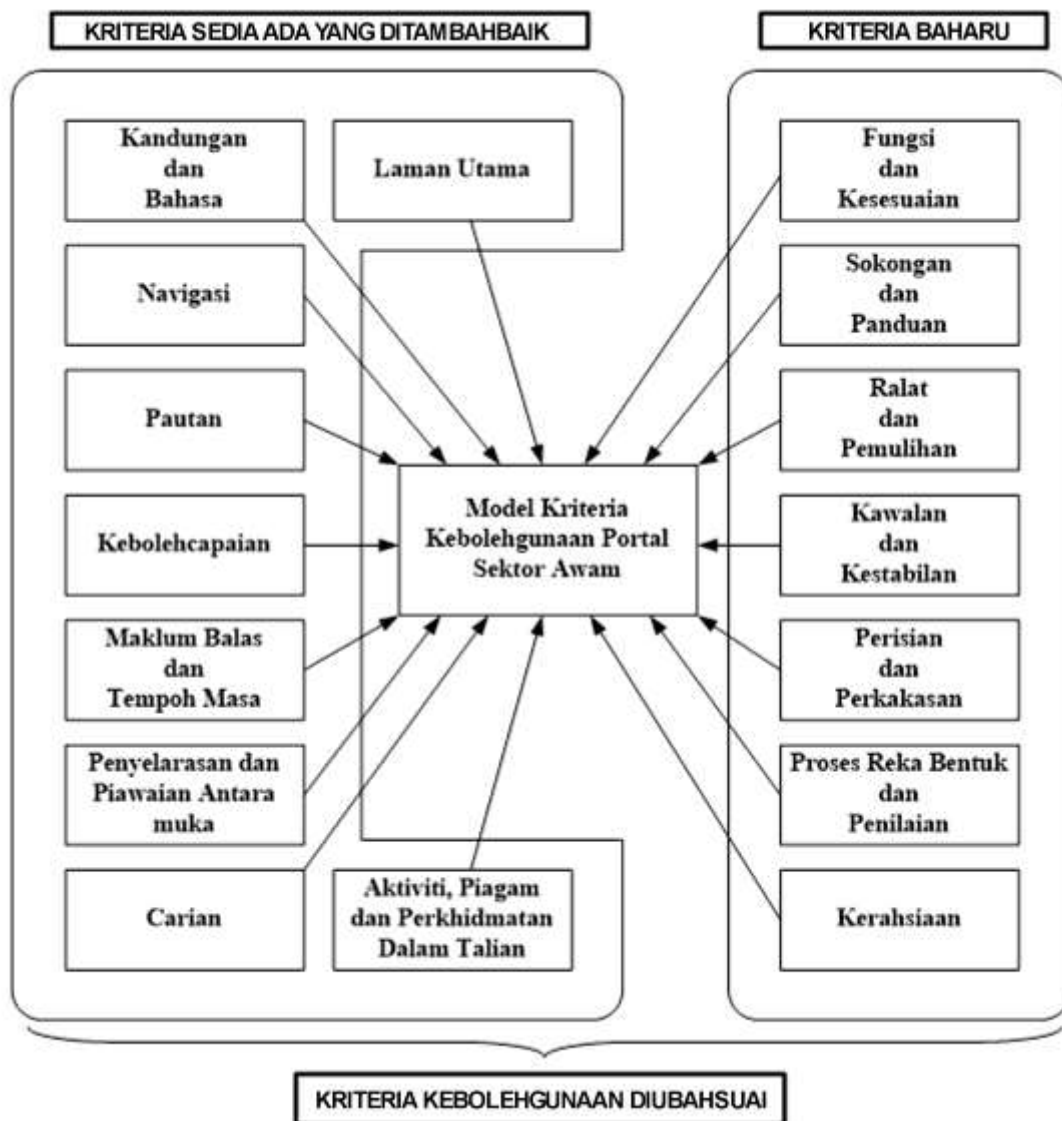 KRITERIA SEDIA ADA YANG DITAMBAHBAIK
KRITERIA BAHARU
Kandungan
dan
Bahasa
Laman Utama
Navigasi
Pautan
Kebolehcapaian
Maklum Balas
dan
Tempoh Masa
Penyelarasan dan
Piawaian Antara
muka
Carian
Aktiviti, Piagam
dan Perkhidmatan
Dalam Talian
Model Kriteria
Kebolehgunaan Portal
Sektor Awam
Fungsi
dan
Kesesuaian
Sokongan
dan
Panduan
Ralat
dan
Pemulihan
Kawalan
dan
Kestabilan
Perisian
dan
Perkakasan
Proses Reka Bentuk
dan
Penilaian
Kerahsiaan
KRITERIA KEBOLEHGUNAAN DIUBAHSUAI